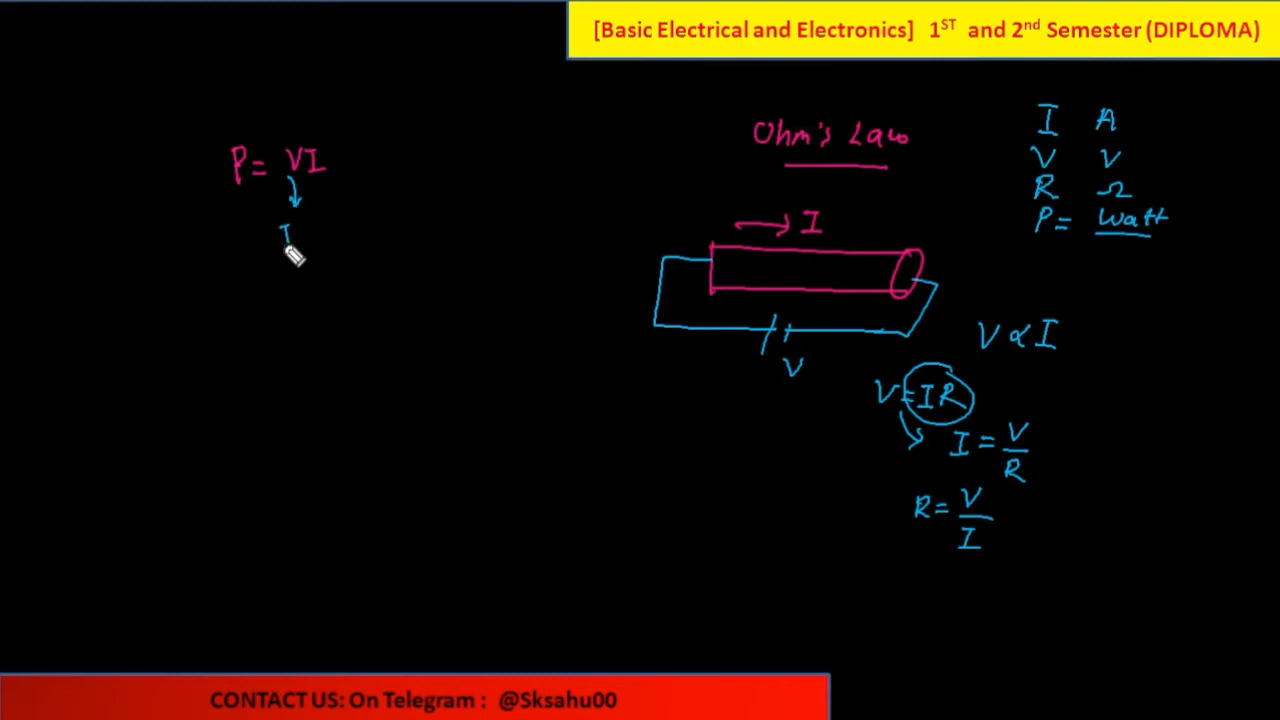 [Basic Electrical and Electronics] 1ST and 2nd Semester (DIPLOMA)
P = VI
I
Ohm's Law
I
V
I A
V V
R Ω
P = Watt
V ∝ I
V = IR
I = V/R
R = V/I
CONTACT US: On Telegram : @Sksahu00